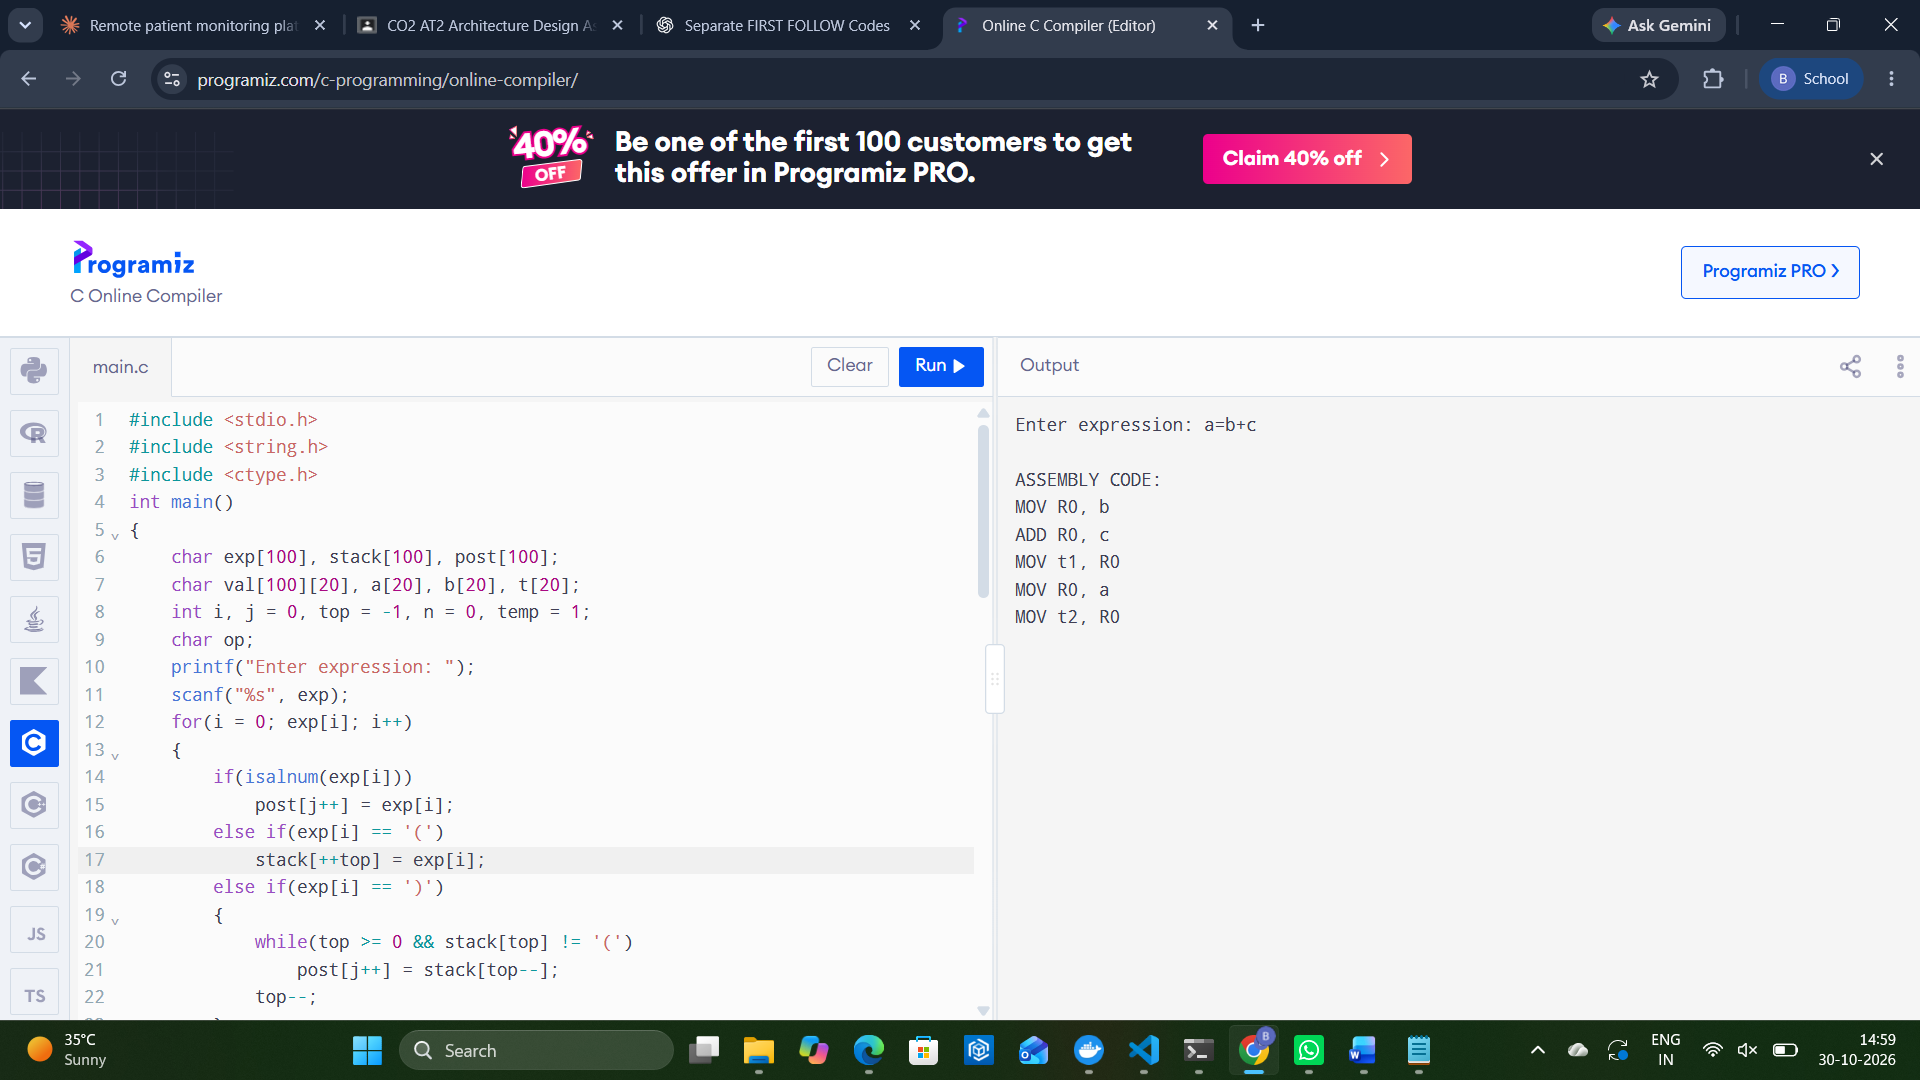 Remote patient monitoring pla
CO2 AT2 Architecture Design As
Separate FIRST FOLLOW Codes
Online C Compiler (Editor)
Ask Gemini
programiz.com/c-programming/online-compiler/
B School
40% OFF
Be one of the first 100 customers to get
this offer in Programiz PRO.
Claim 40% off
Programiz
C Online Compiler
Programiz PRO
main.c
Clear
Run
Output
1 #include <stdio.h>
2 #include <string.h>
3 #include <ctype.h>
4 int main()
5 {
6 char exp[100], stack[100], post[100];
7 char val[100][20], a[20], b[20], t[20];
8 int i, j = 0, top = -1, n = 0, temp = 1;
9 char op;
10 printf("Enter expression: ");
11 scanf("%s", exp);
12 for(i = 0; exp[i]; i++)
13 {
14 if(isalnum(exp[i]))
15 post[j++] = exp[i];
16 else if(exp[i] == '(')
17 stack[++top] = exp[i];
18 else if(exp[i] == ')')
19 {
20 while(top >= 0 && stack[top] != '(')
21 post[j++] = stack[top--];
22 top--;
Enter expression: a=b+c
ASSEMBLY CODE:
MOV R0, b
ADD R0, c
MOV t1, R0
MOV R0, a
MOV t2, R0
JS
TS
35°C
Sunny
Search
B
ENG
IN
14:59
30-10-2026